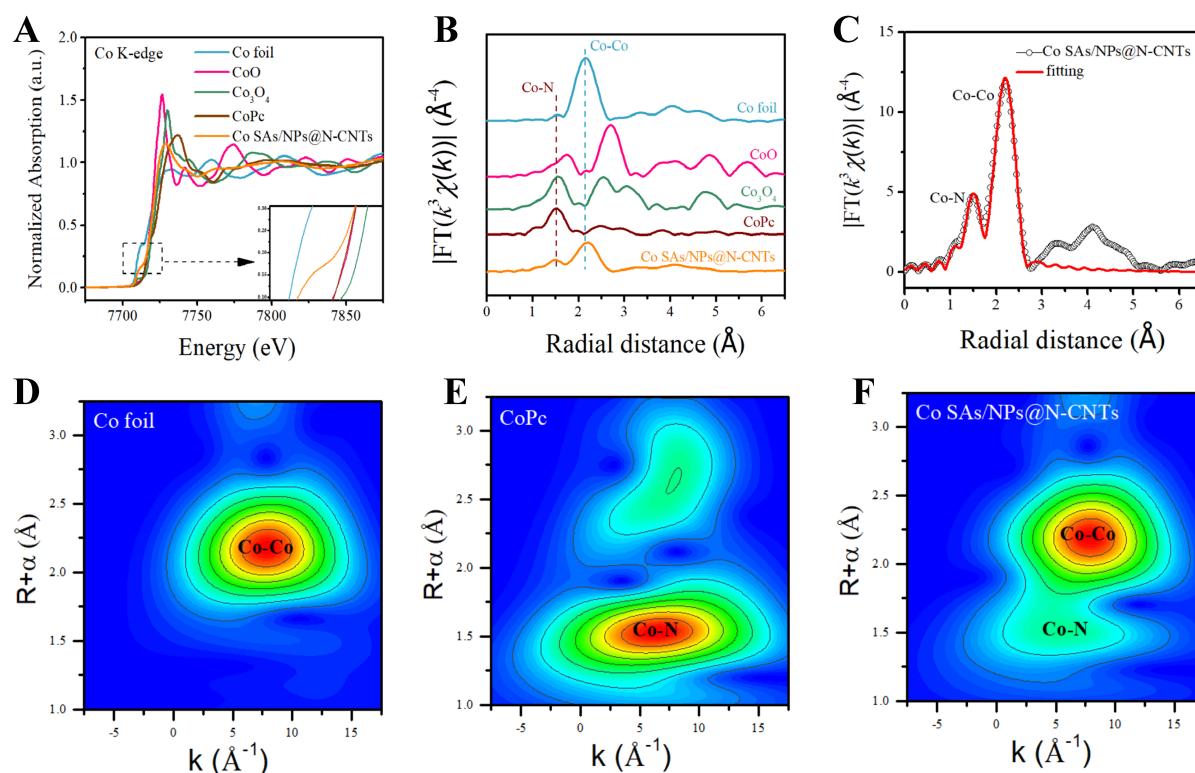 A
Co K-edge
Co foil
CoO
Co3O4
CoPc
Co SAs/NPs@N-CNTs
Normalized Absorption (a.u.)
2.0
1.5
1.0
0.5
0.0
7700
7750
7800
7850
Energy (eV)
B
Co-Co
Co-N
Co foil
CoO
Co3O4
CoPc
Co SAs/NPs@N-CNTs
|FT(k³ χ(k))| (Å⁻⁴)
0 1 2 3 4 5 6
Radial distance (Å)
C
Co SAs/NPs@N-CNTs
fitting
Co-Co
Co-N
|FT(k³ χ(k))| (Å⁻⁴)
15
10
5
0
0 1 2 3 4 5 6
Radial distance (Å)
D
Co foil
Co-Co
R+α (Å)
3.0
2.5
2.0
1.5
1.0
-5 0 5 10 15
k (Å⁻¹)
E
CoPc
Co-N
R+α (Å)
3.0
2.5
2.0
1.5
1.0
-5 0 5 10 15
k (Å⁻¹)
F
Co SAs/NPs@N-CNTs
Co-Co
Co-N
R+α (Å)
3.0
2.5
2.0
1.5
1.0
-5 0 5 10 15
k (Å⁻¹)